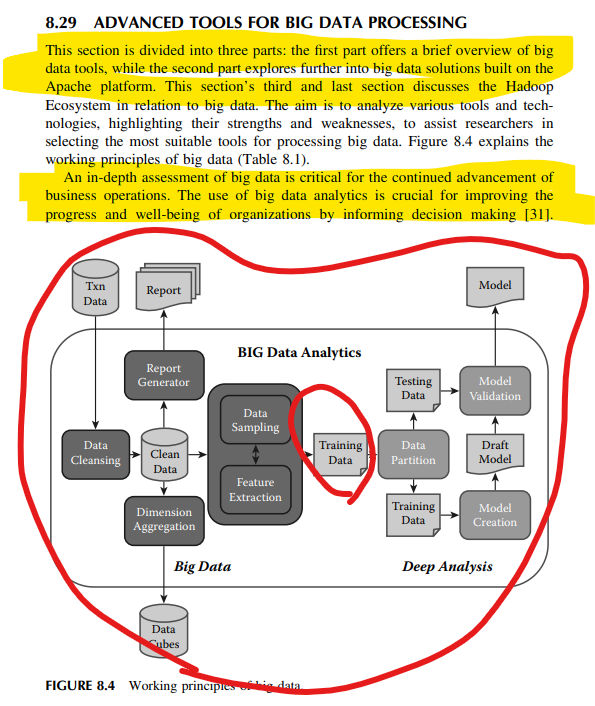 8.29 ADVANCED TOOLS FOR BIG DATA PROCESSING
This section is divided into three parts: the first part offers a brief overview of big
data tools, while the second part explores further into big data solutions built on the
Apache platform. This section's third and last section discusses the Hadoop
Ecosystem in relation to big data. The aim is to analyze various tools and tech-
nologies, highlighting their strengths and weaknesses, to assist researchers in
selecting the most suitable tools for processing big data. Figure 8.4 explains the
working principles of big data (Table 8.1).
An in-depth assessment of big data is critical for the continued advancement of
business operations. The use of big data analytics is crucial for improving the
progress and well-being of organizations by informing decision making [31].
Txn
Data
Report
Model
BIG Data Analytics
Report
Generator
Testing
Data
Model
Validation
Data
Sampling
Data
Cleansing
Clean
Data
Training
Data
Data
Partition
Draft
Model
Feature
Extraction
Dimension
Aggregation
Training
Data
Model
Creation
Big Data
Deep Analysis
Data
Cubes
FIGURE 8.4 Working principles of big data.